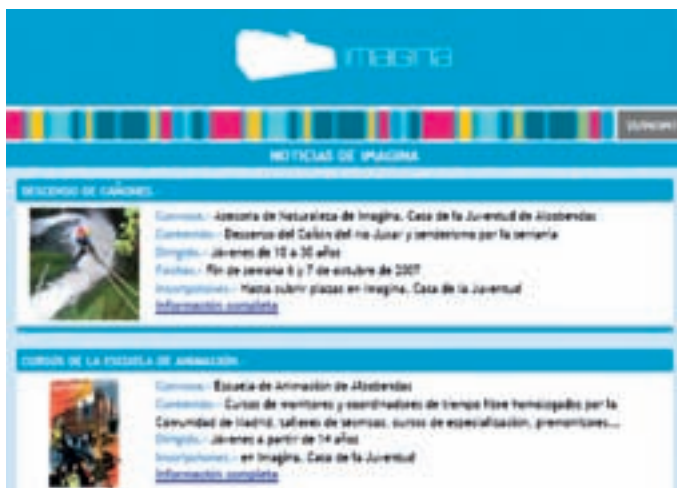 imagina
NOTICIAS DE IMAGINA
DESCENSO DE CAÑONES.-
Convoca.- Asesoría de Naturaleza de Imagina, Casa de la Juventud de Alcobendas
Contenido.- Descenso del Cañón del río Jucar y senderismo por la serranía
Dirigido.- Jóvenes de 18 a 30 años
Fechas.- fin de semana 6 y 7 de octubre de 2007
Inscripciones.- Hasta cubrir plazas en Imagina, Casa de la Juventud
Información completa
CURSOS DE LA ESCUELA DE ANIMACIÓN.-
Convoca.- Escuela de Animación de Alcobendas
Contenido.- Cursos de monitores y coordinadores de tiempo libre homologados por la
Comunidad de Madrid, talleres de técnicas, cursos de especialización, premonitores...
Dirigido.- Jóvenes a partir de 14 años
Inscripciones.- en Imagina, Casa de la Juventud
Información completa